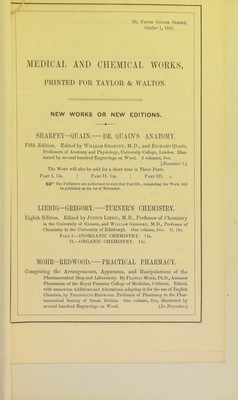 28, Upper Gower Street,
October 1, 1847.
MEDICAL AND CHEMICAL WORKS,
PRINTED FOR TAYLOR & WALTON.
NEW WORKS OR NEW EDITIONS.
SHARPEY—QUAIN.—DR. QUAIN'S ANATOMY.
Fifth Edition. Edited by William Sharpey, M.D., and Richard Quain,
Professors of Anatomy and Physiology, University College, London. Illus-
trated by several hundred Engravings on Wood. 2 volumes, 8vo.
(November 1.)
The Work will also be sold for a short time in Three Parts.
Part I. 13s. Part II. 14s. Part III.
The Publishers are authorised to state that Part III., completing the Work, will
be published on the 1st of November.
LIEBIG—GREGORY.—TURNER'S CHEMISTRY.
Eighth Edition. Edited by Justus Liebig, M.D., Professor of Chemistry
in the University of Giessen, and William Gregory, M.D., Professor of
Chemistry in the University of Edinburgh. One volume, 8vo. 1l. 10s.
Part I.—INORGANIC CHEMISTRY. 15s.
II.—ORGANIC CHEMISTRY. 15s.
MOHR—REDWOOD.—PRACTICAL PHARMACY.
Comprising the Arrangements, Apparatus, and Manipulations of the
Pharmaceutical Shop and Laboratory. By Francis Mohr, Ph.D., Assessor
Pharmaciæ of the Royal Prussian College of Medicine, Coblentz. Edited,
with numerous Additions and Alterations, adapting it for the use of English
Chemists, by Theophilus Redwood, Professor of Pharmacy to the Phar-
maceutical Society of Great Britain. One volume, 8vo, illustrated by
several hundred Engravings on Wood. (In November.)